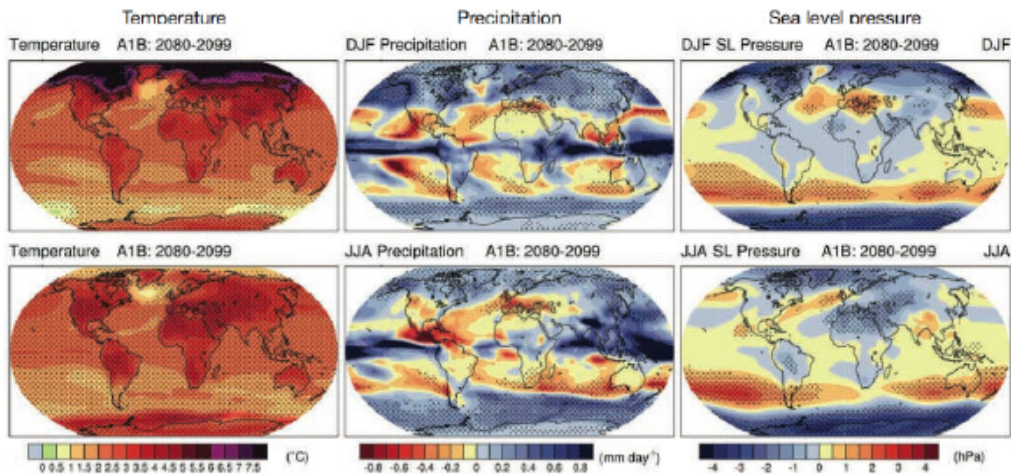 Temperature Precipitation Sea level pressure
Temperature A1B: 2080-2099 DJF Precipitation A1B: 2080-2099 DJF SL Pressure A1B: 2080-2099 DJF
Temperature A1B: 2080-2099 JJA Precipitation A1B: 2080-2099 JJA SL Pressure A1B: 2080-2099 JJA
0 0.5 1 1.5 2 2.5 3 3.5 4 4.5 5 5.5 6 6.5 7 7.5 (°C) -0.8 -0.6 -0.4 -0.2 0 0.2 0.4 0.6 0.8 (mm day⁻¹) -4 -3 -2 -1 0 1 2 3 (hPa)